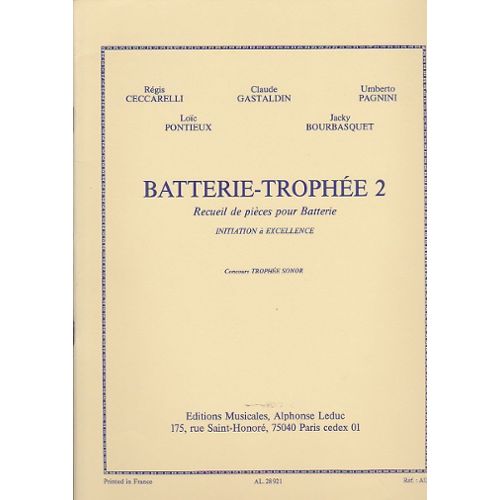 Régis Claude Umberto
CECCARELLI GASTALDIN PAGNINI
Loïc Jacky
PONTIEUX BOURBASQUET
BATTERIE-TROPHÉE 2
Recueil de pièces pour Batterie
INITIATION à EXCELLENCE
Concours TROPHÉE SONOR
Editions Musicales, Alphonse Leduc
175, rue Saint-Honoré, 75040 Paris cedex 01
Printed in France AL. 28 921 Réf. : AL